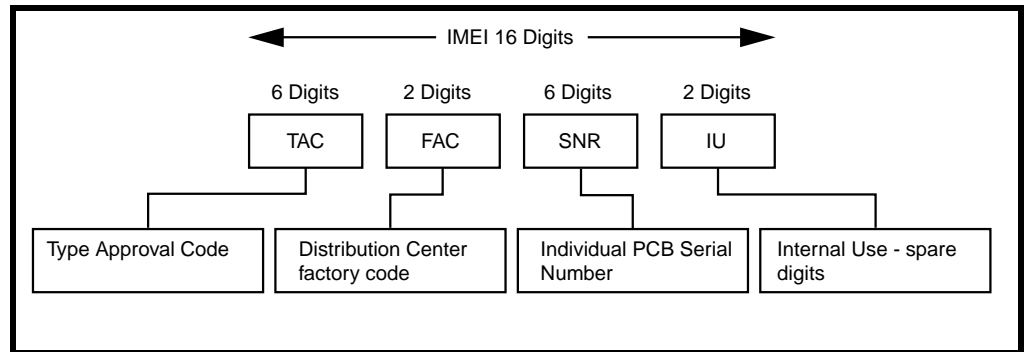 IMEI 16 Digits
6 Digits
2 Digits
6 Digits
2 Digits
TAC
FAC
SNR
IU
Type Approval Code
Distribution Center
factory code
Individual PCB Serial
Number
Internal Use - spare
digits